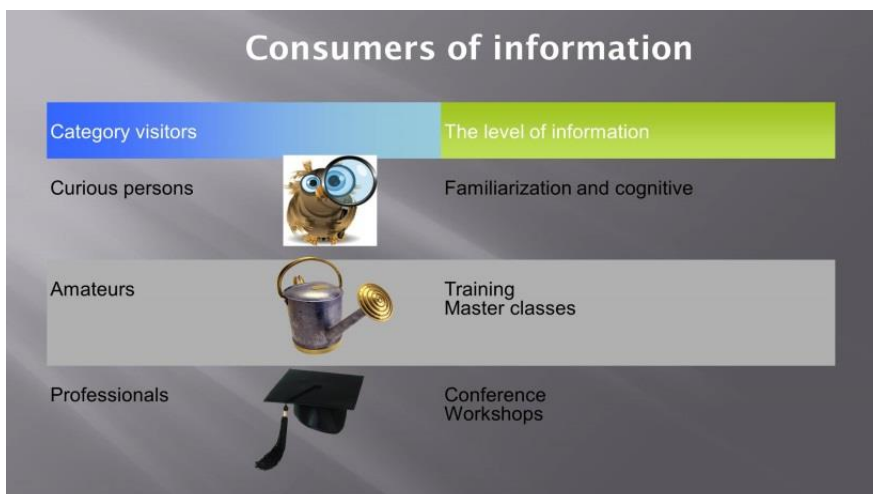 Consumers of information
Category visitors
The level of information
Curious persons
Familiarization and cognitive
Amateurs
Training
Master classes
Professionals
Conference
Workshops